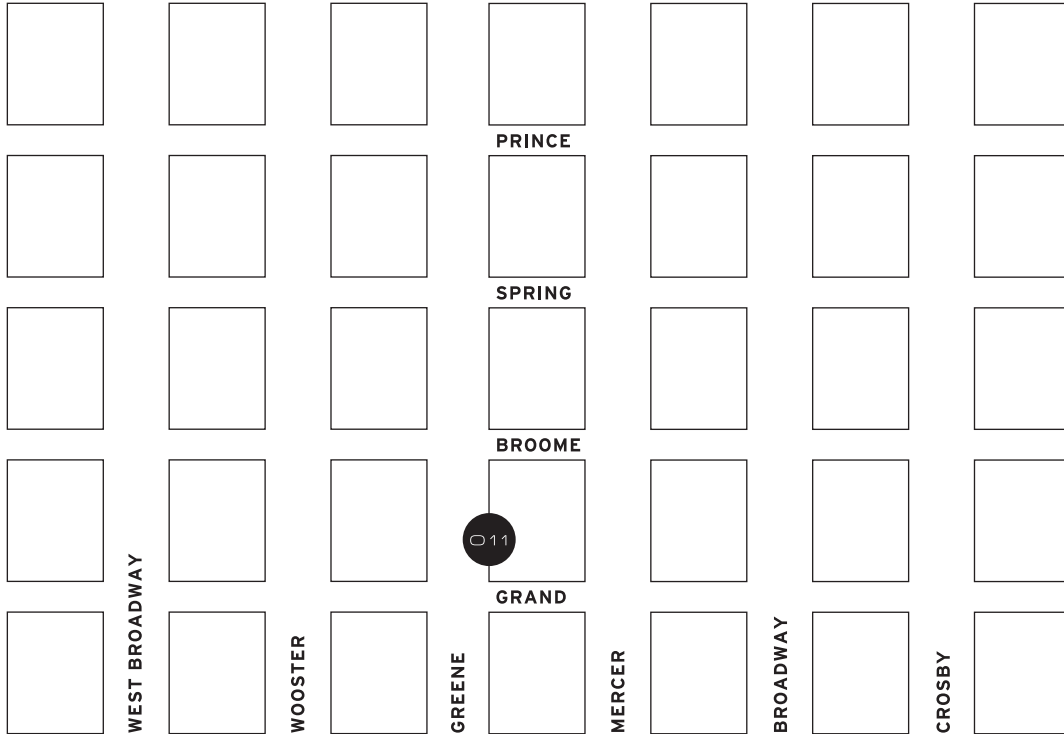 PRINCE
SPRING
BROOME
011
GRAND
WEST BROADWAY
WOOSTER
GREENE
MERCER
BROADWAY
CROSBY